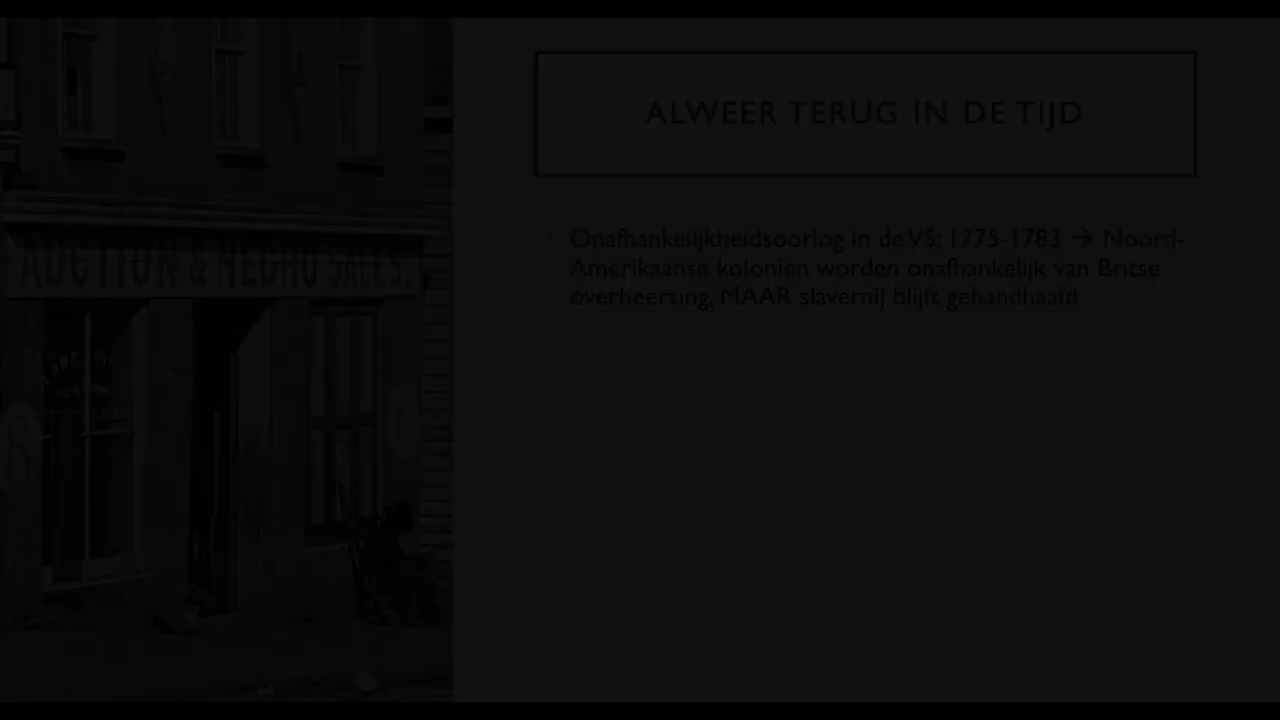 AUCTION & NEGRO SALES.
ALWEER TERUG IN DE TIJD
Onafhankelijkheidsoorlog in de VS: 1775-1783 → Noord-
Amerikaanse koloniën worden onafhankelijk van Britse
overheersing, MAAR slavernij blijft gehandhaafd